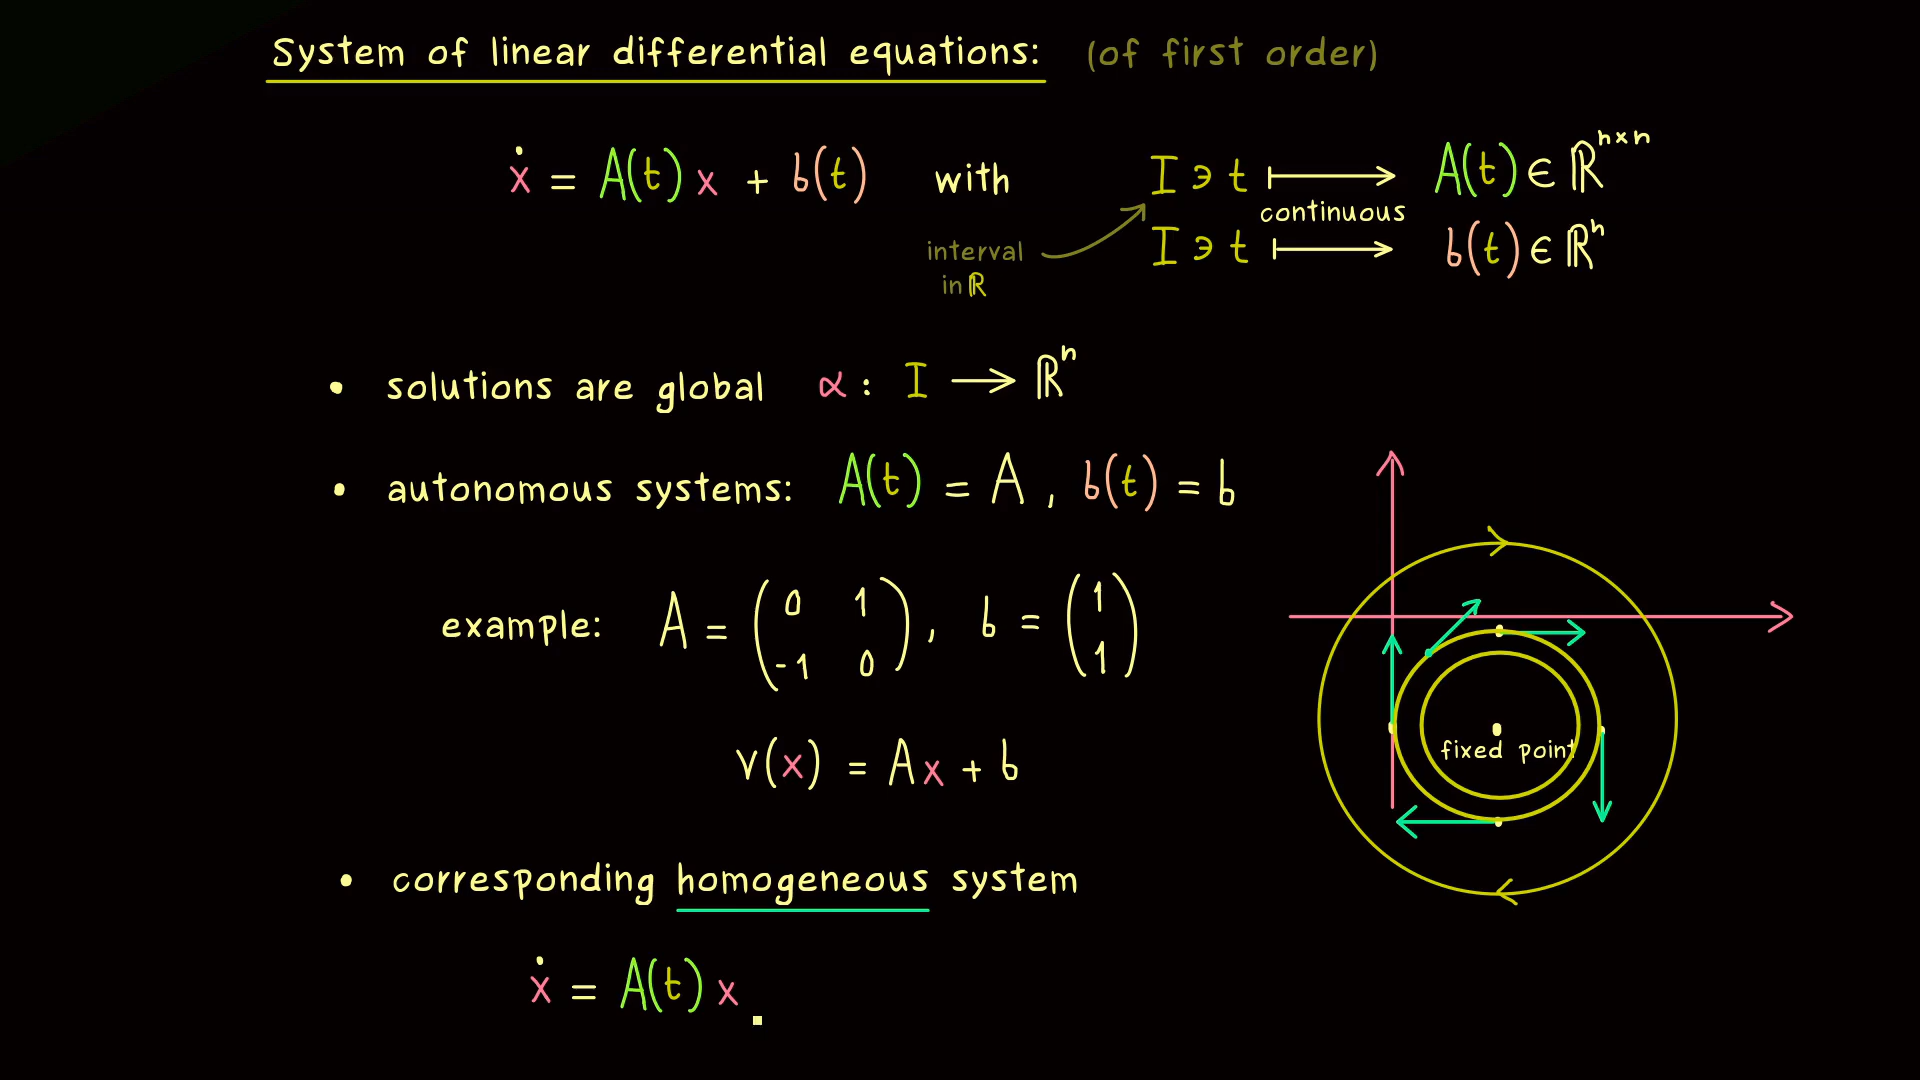 System of linear differential equations: (of first order)
ẋ = A(t) x + b(t) with I ∋ t ⟼ A(t) ∈ ℝⁿˣⁿ
continuous
interval in ℝ
I ∋ t ⟼ b(t) ∈ ℝⁿ
• solutions are global α : I ⟶ ℝⁿ
• autonomous systems: A(t) = A , b(t) = b
example: A = ( 0 1 ; -1 0 ) , b = ( 1 ; 1 )
v(x) = Ax + b
fixed point
• corresponding homogeneous system
ẋ = A(t) x